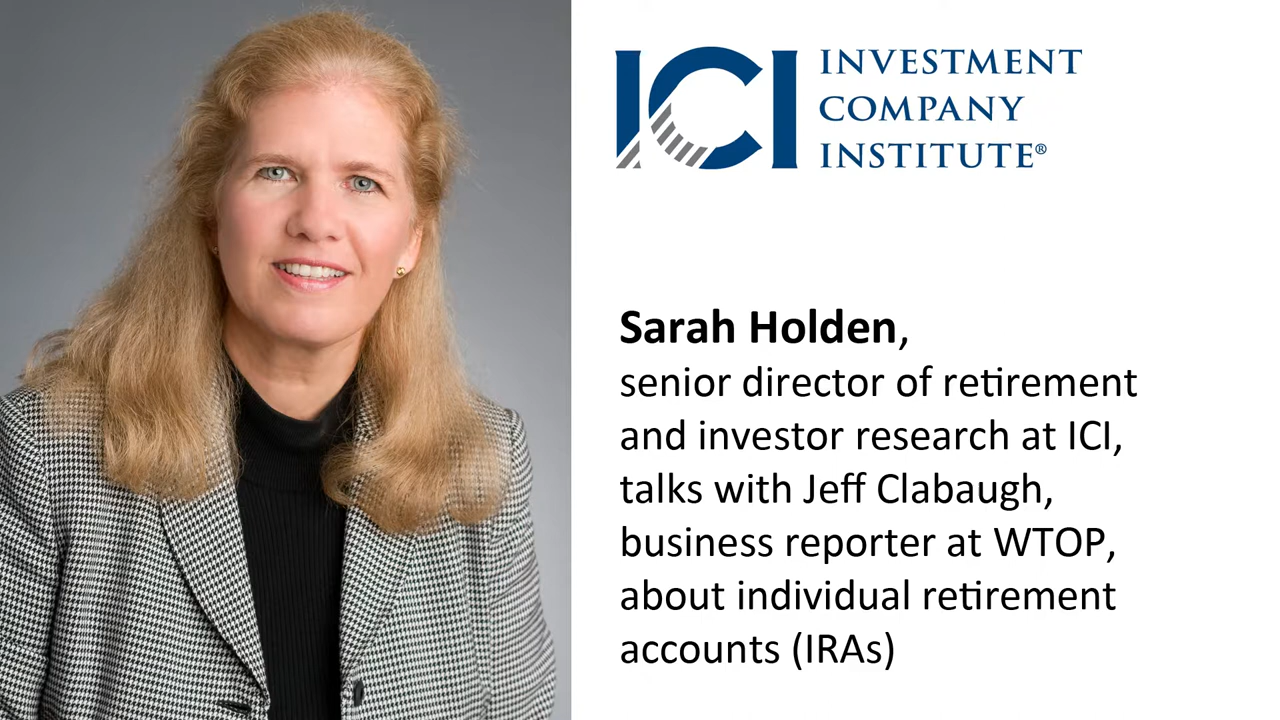 ICI
INVESTMENT
COMPANY
INSTITUTE®
Sarah Holden,
senior director of retirement
and investor research at ICI,
talks with Jeff Clabaugh,
business reporter at WTOP,
about individual retirement
accounts (IRAs)